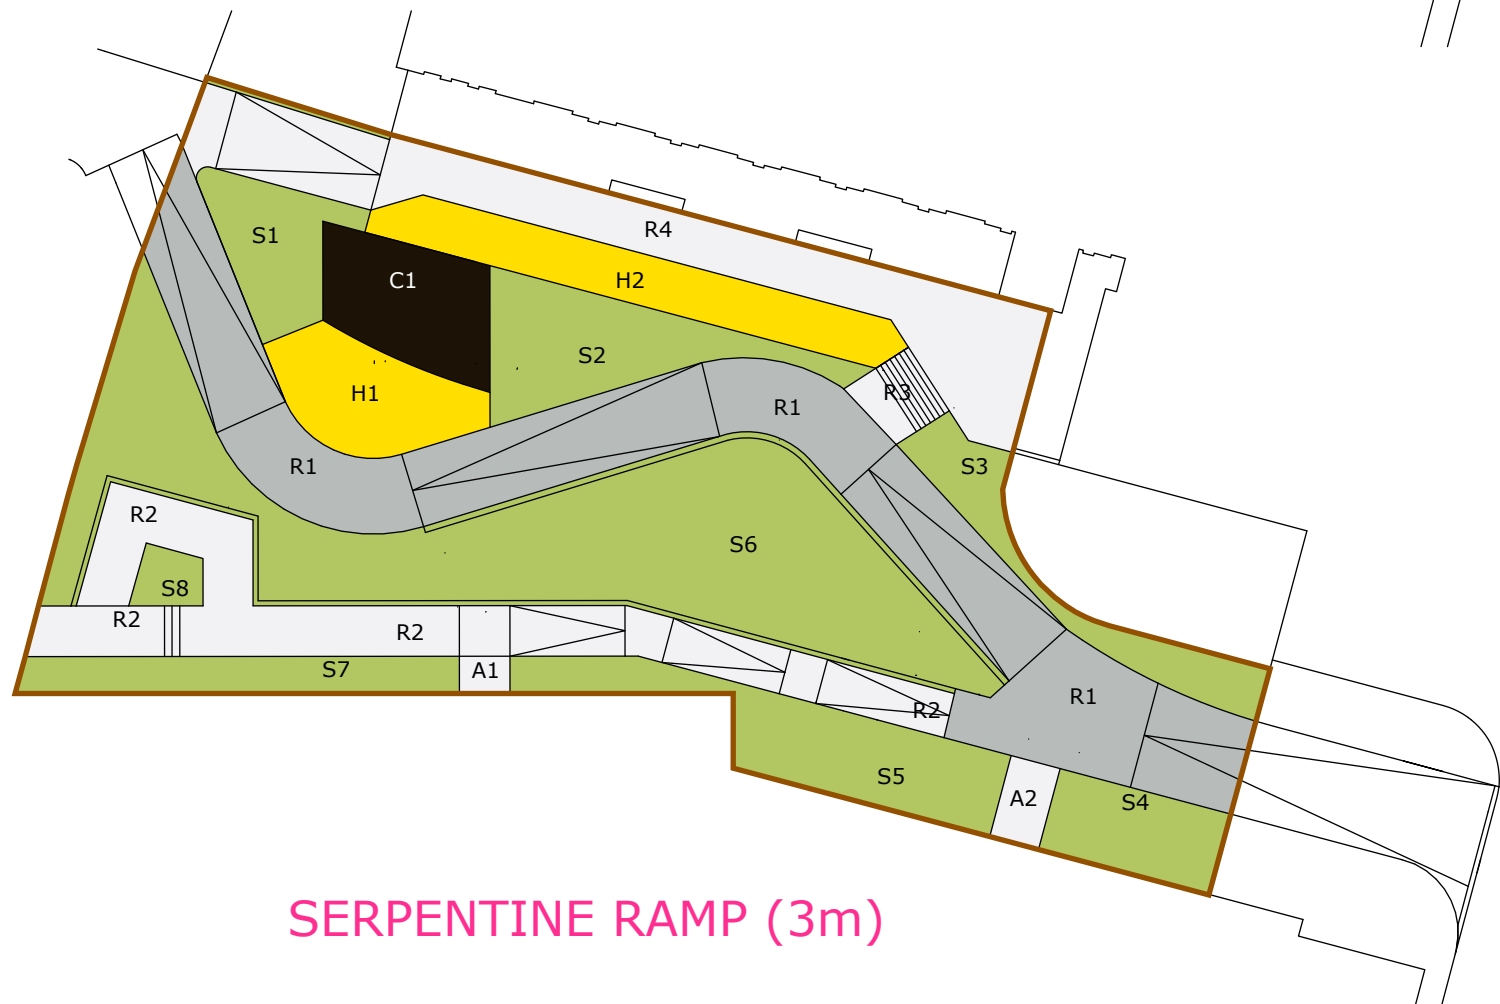 R4
S1
C1
H2
S2
H1
R3
R1
R1
S3
R2
S6
S8
R2
R2
S7
A1
R1
R2
S5
A2
S4
SERPENTINE RAMP (3m)